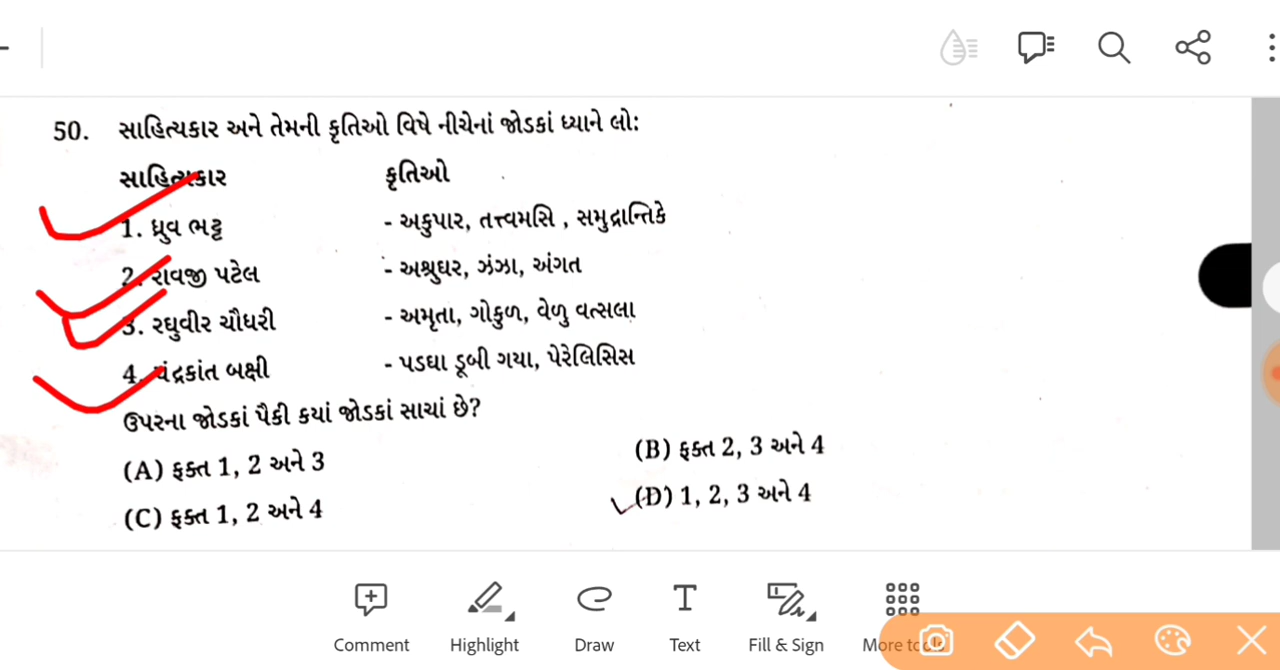 50. સાહિત્યકાર અને તેમની કૃતિઓ વિષે નીચેનાં જોડકાં ધ્યાને લોઃ
સાહિત્યકાર કૃતિઓ
1. ધ્રુવ ભટ્ટ - અકુપાર, તત્ત્વમસિ , સમુદ્રાન્તિકે
2. રાવજી પટેલ - અશ્રુઘર, ઝંઝા, અંગત
3. રઘુવીર ચૌધરી - અમૃતા, ગોકુળ, વેળુ વત્સલા
4. ચંદ્રકાંત બક્ષી - પડઘા ડૂબી ગયા, પેરેલિસિસ
ઉપરના જોડકાં પૈકી કયાં જોડકાં સાચાં છે?
(A) ફક્ત 1, 2 અને 3 (B) ફક્ત 2, 3 અને 4
(C) ફક્ત 1, 2 અને 4 (D) 1, 2, 3 અને 4
Comment Highlight Draw Text Fill & Sign More tools